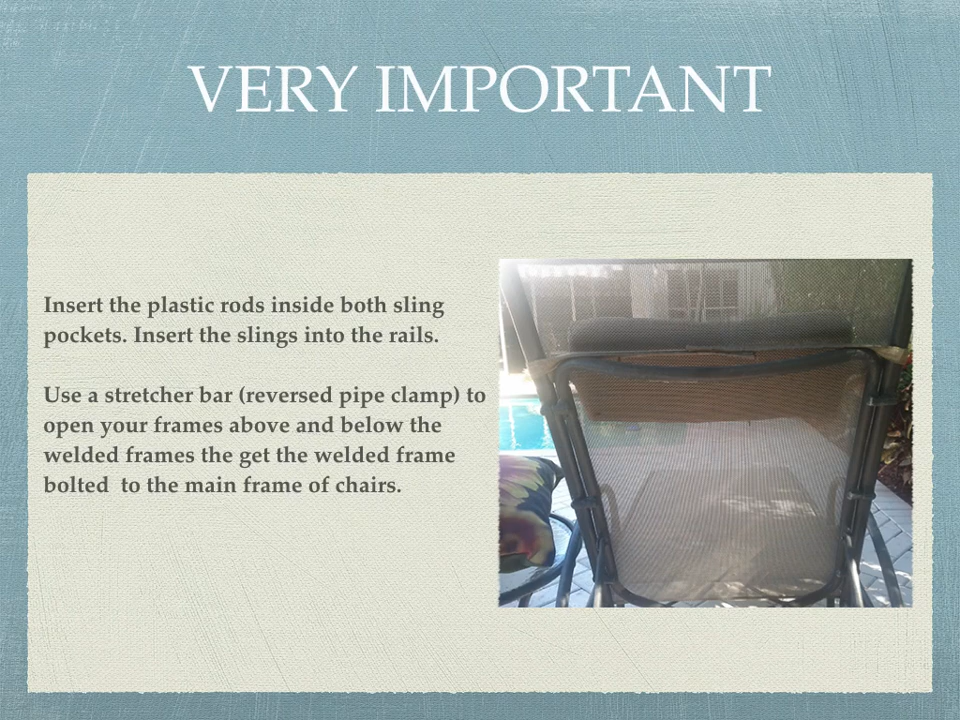 VERY IMPORTANT
Insert the plastic rods inside both sling
pockets. Insert the slings into the rails.
Use a stretcher bar (reversed pipe clamp) to
open your frames above and below the
welded frames the get the welded frame
bolted  to the main frame of chairs.